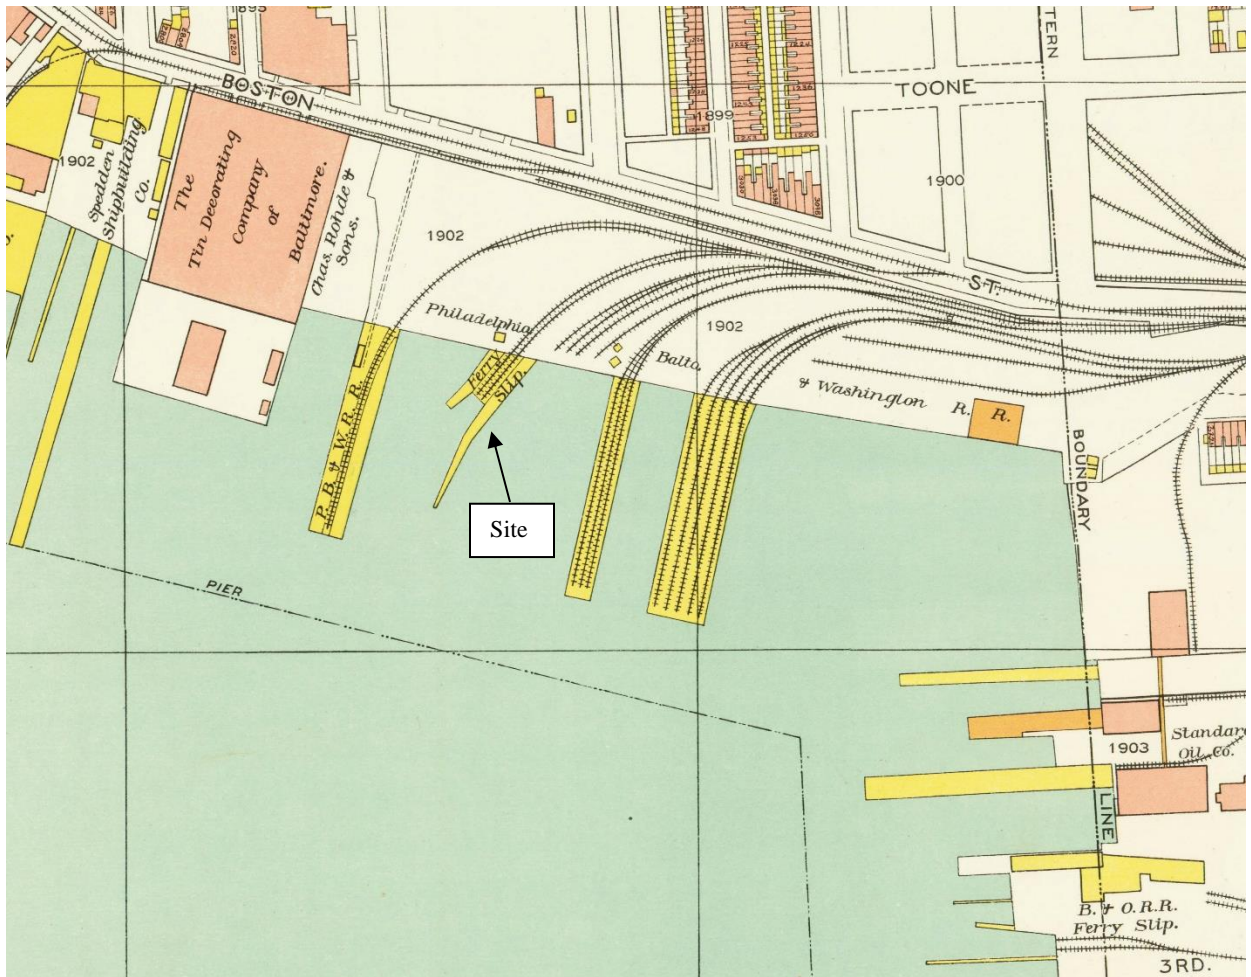 1895
BOSTON
ST.
TOONE
TERN
1899
1900
1902
Spedden
Shipbuilding
Co.
The
Tin Decorating
Company
of
Baltimore.
Chas. Rohde &
Sons.
1902
Philadelphia
1902
Balto.
& Washington R. R.
Ferry
Slip.
P. B. & W. R. R.
Site
BOUNDARY
LINE
PIER
1903
Standard
Oil Co.
B. & O. R.R.
Ferry Slip.
3RD.